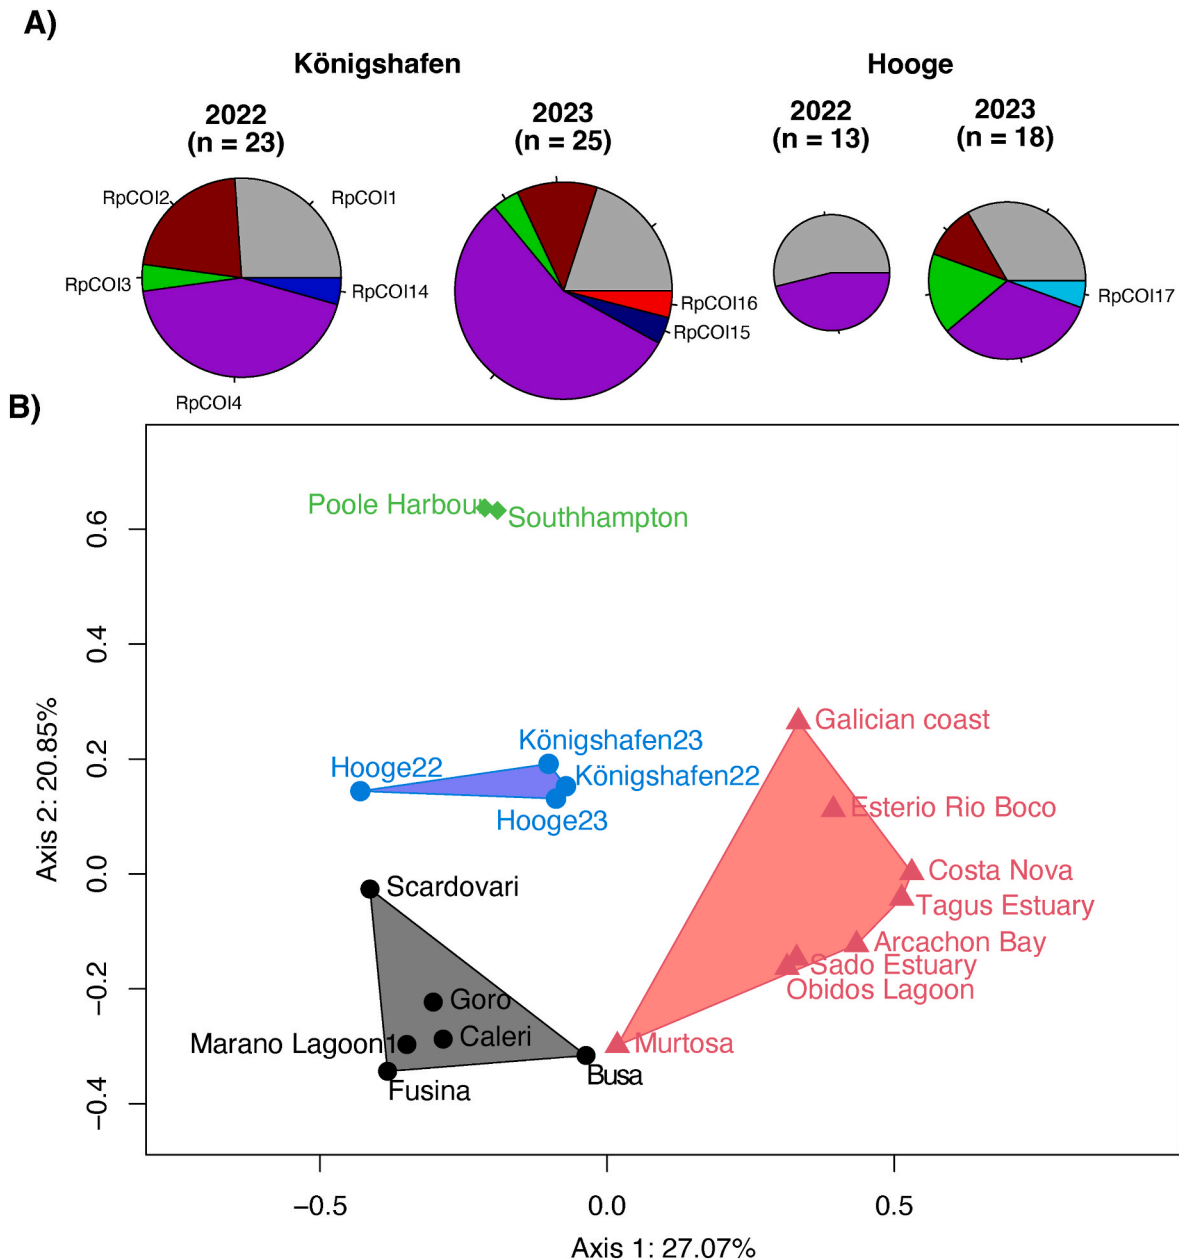 A)
Königshafen
Hooge
2022
(n = 23)
2023
(n = 25)
2022
(n = 13)
2023
(n = 18)
RpCOI2
RpCOI1
RpCOI3
RpCOI14
RpCOI4
RpCOI16
RpCOI15
RpCOI17
B)
Poole Harbour
Southhampton
Galician coast
Königshafen23
Hooge22
Königshafen22
Hooge23
Esterio Rio Boco
Costa Nova
Scardovari
Tagus Estuary
Arcachon Bay
Sado Estuary
Obidos Lagoon
Goro
Marano Lagoon1
Caleri
Murtosa
Fusina
Busa
0.6
0.4
0.2
0.0
−0.2
−0.4
Axis 2: 20.85%
−0.5
0.0
0.5
Axis 1: 27.07%